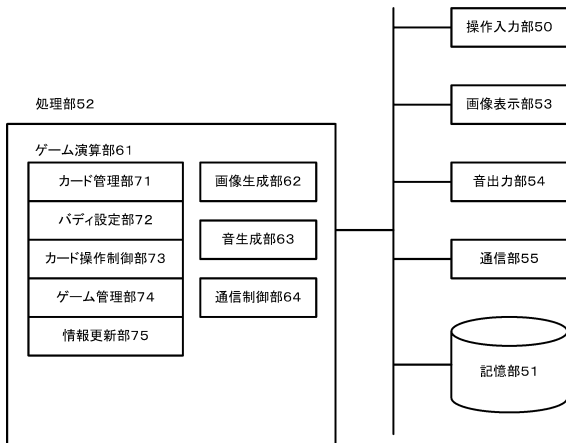 処理部52
ゲーム演算部61
カード管理部71
バディ設定部72
カード操作制御部73
ゲーム管理部74
情報更新部75
画像生成部62
音生成部63
通信制御部64
操作入力部50
画像表示部53
音出力部54
通信部55
記憶部51